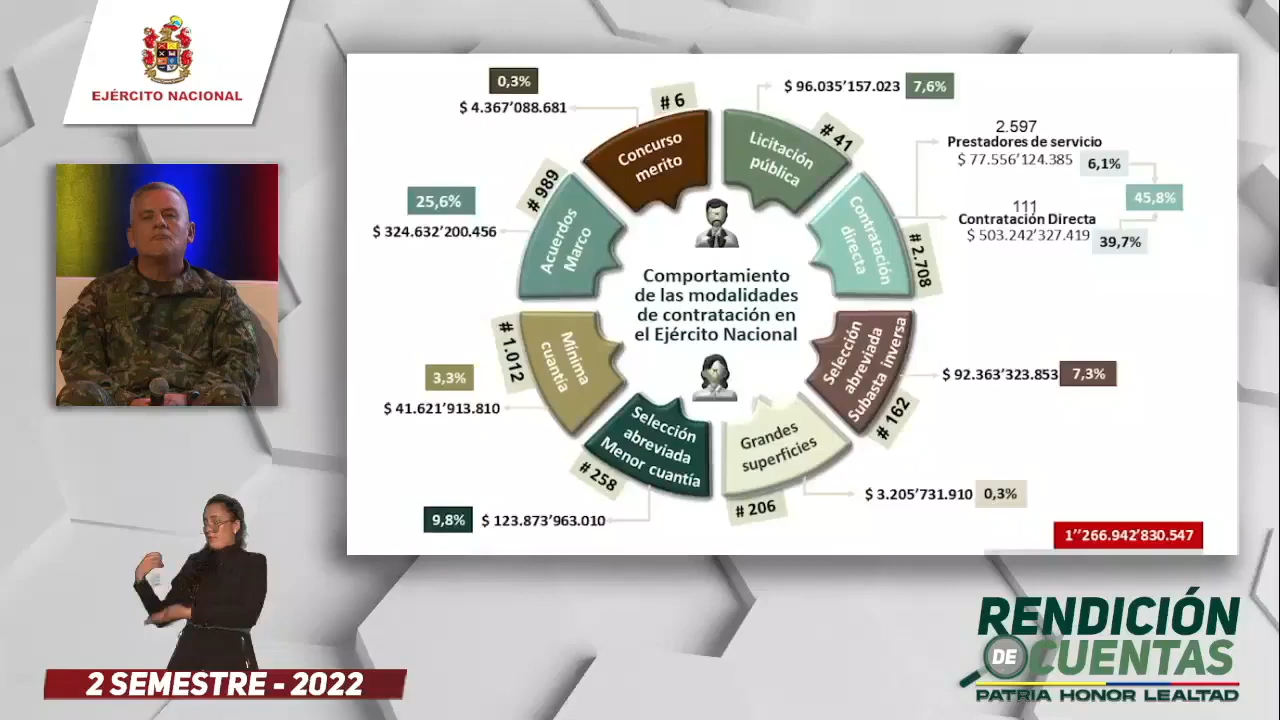 EJÉRCITO NACIONAL
0,3%
$ 4.367’088.681
# 6
Concurso
merito
$ 96.035’157.023
7,6%
# 41
Licitación
pública
2.597
Prestadores de servicio
$ 77.556’124.385
6,1%
45,8%
111
Contratación Directa
$ 503.242’327.419
39,7%
# 2.708
Contratación
directa
25,6%
$ 324.632’200.456
# 989
Acuerdos
Marco
Comportamiento
de las modalidades
de contratación en
el Ejército Nacional
3,3%
$ 41.621’913.810
# 1.012
Mínima
cuantía
Selección
abreviada
Subasta inversa
$ 92.363’323.853
7,3%
# 162
Selección
abreviada
Menor cuantía
# 258
9,8%
$ 123.873’963.010
Grandes
superficies
# 206
$ 3.205’731.910
0,3%
1’’266.942’830.547
RENDICIÓN
DE CUENTAS
PATRIA HONOR LEALTAD
2 SEMESTRE - 2022